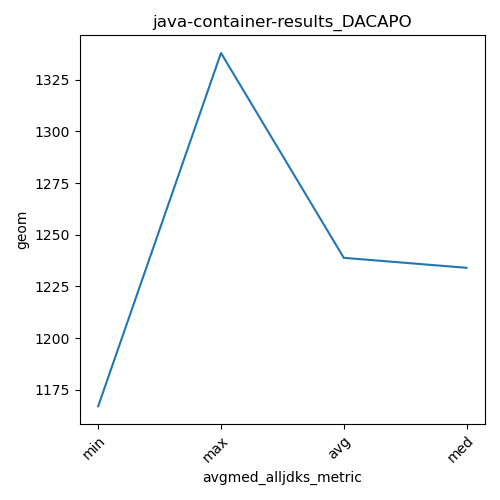 java-container-results_DACAPO
1325
1300
1275
1250
1225
1200
1175
geom
min
max
avg
med
avgmed_alljdks_metric